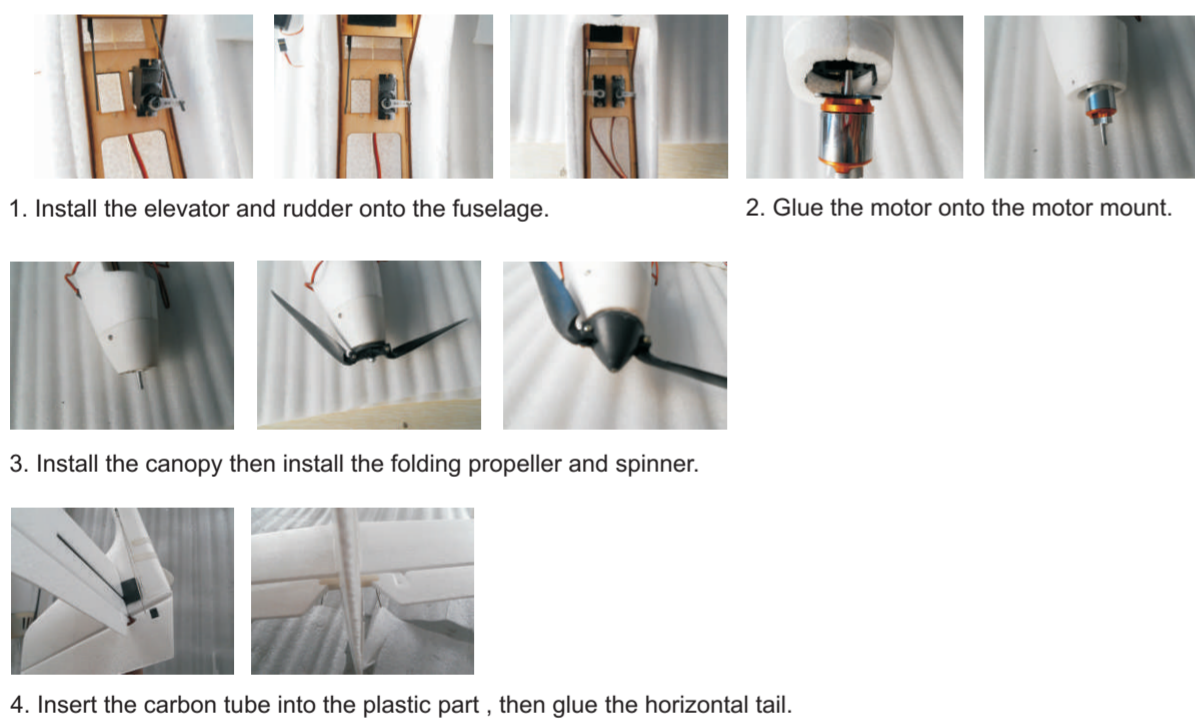 1. Install the elevator and rudder onto the fuselage.
2. Glue the motor onto the motor mount.
3. Install the canopy then install the folding propeller and spinner.
4. Insert the carbon tube into the plastic part , then glue the horizontal tail.